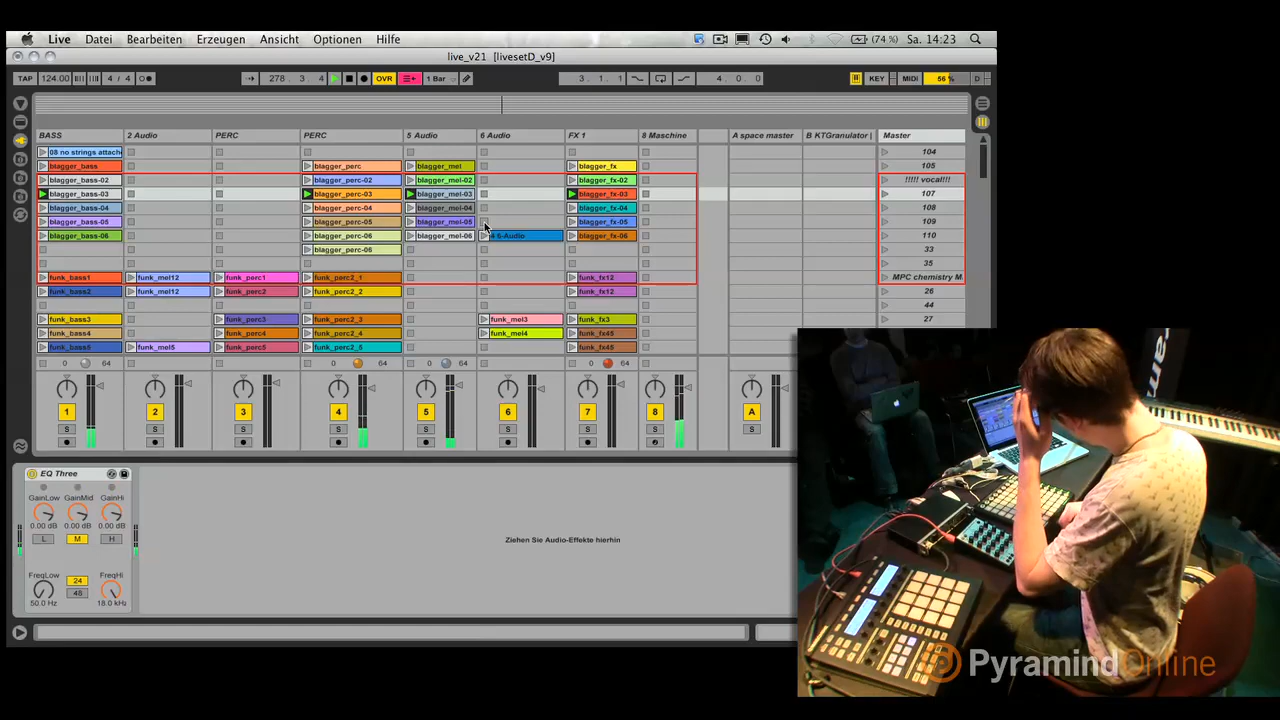 Live Datei Bearbeiten Erzeugen Ansicht Optionen Hilfe (74 %) Sa. 14:23
live_v21 [livesetD_v9]
TAP 124.00 4 / 4 278 . 3 . 4 OVR 1 Bar 3 . 1 . 1 4 . 0 . 0 KEY MIDI 56 % D
BASS 2 Audio PERC PERC 5 Audio 6 Audio FX 1 8 Maschine A space master B KTGranulator | Master
08 no strings attach 104
blagger_bass blagger_perc blagger_mel blagger_fx 105
blagger_bass-02 blagger_perc-02 blagger_mel-02 blagger_fx-02 !!!!! vocal!!!
blagger_bass-03 blagger_perc-03 blagger_mel-03 blagger_fx-03 107
blagger_bass-04 blagger_perc-04 blagger_mel-04 blagger_fx-04 108
blagger_bass-05 blagger_perc-05 blagger_mel-05 blagger_fx-05 109
blagger_bass-06 blagger_perc-06 blagger_mel-06 4 6-Audio blagger_fx-06 110
blagger_perc-06 33
35
funk_bass1 funk_mel12 funk_perc1 funk_perc2_1 funk_fx12 MPC chemistry M.
funk_bass2 funk_mel12 funk_perc2 funk_perc2_2 funk_fx12 26
44
funk_bass3 funk_perc3 funk_perc2_3 funk_mel3 funk_fx3 27
funk_bass4 funk_perc4 funk_perc2_4 funk_mel4 funk_fx45
funk_bass5 funk_mel5 funk_perc5 funk_perc2_5 funk_fx45
0 64 0 64 0 64 0 64
1 2 3 4 5 6 7 8 A
S S S S S S S S S
EQ Three
GainLow GainMid GainHi
0.00 dB 0.00 dB 0.00 dB
L M H
Ziehen Sie Audio-Effekte hierhin
FreqLow 24 FreqHi
48
50.0 Hz 18.0 kHz
ram
PyramindOnline